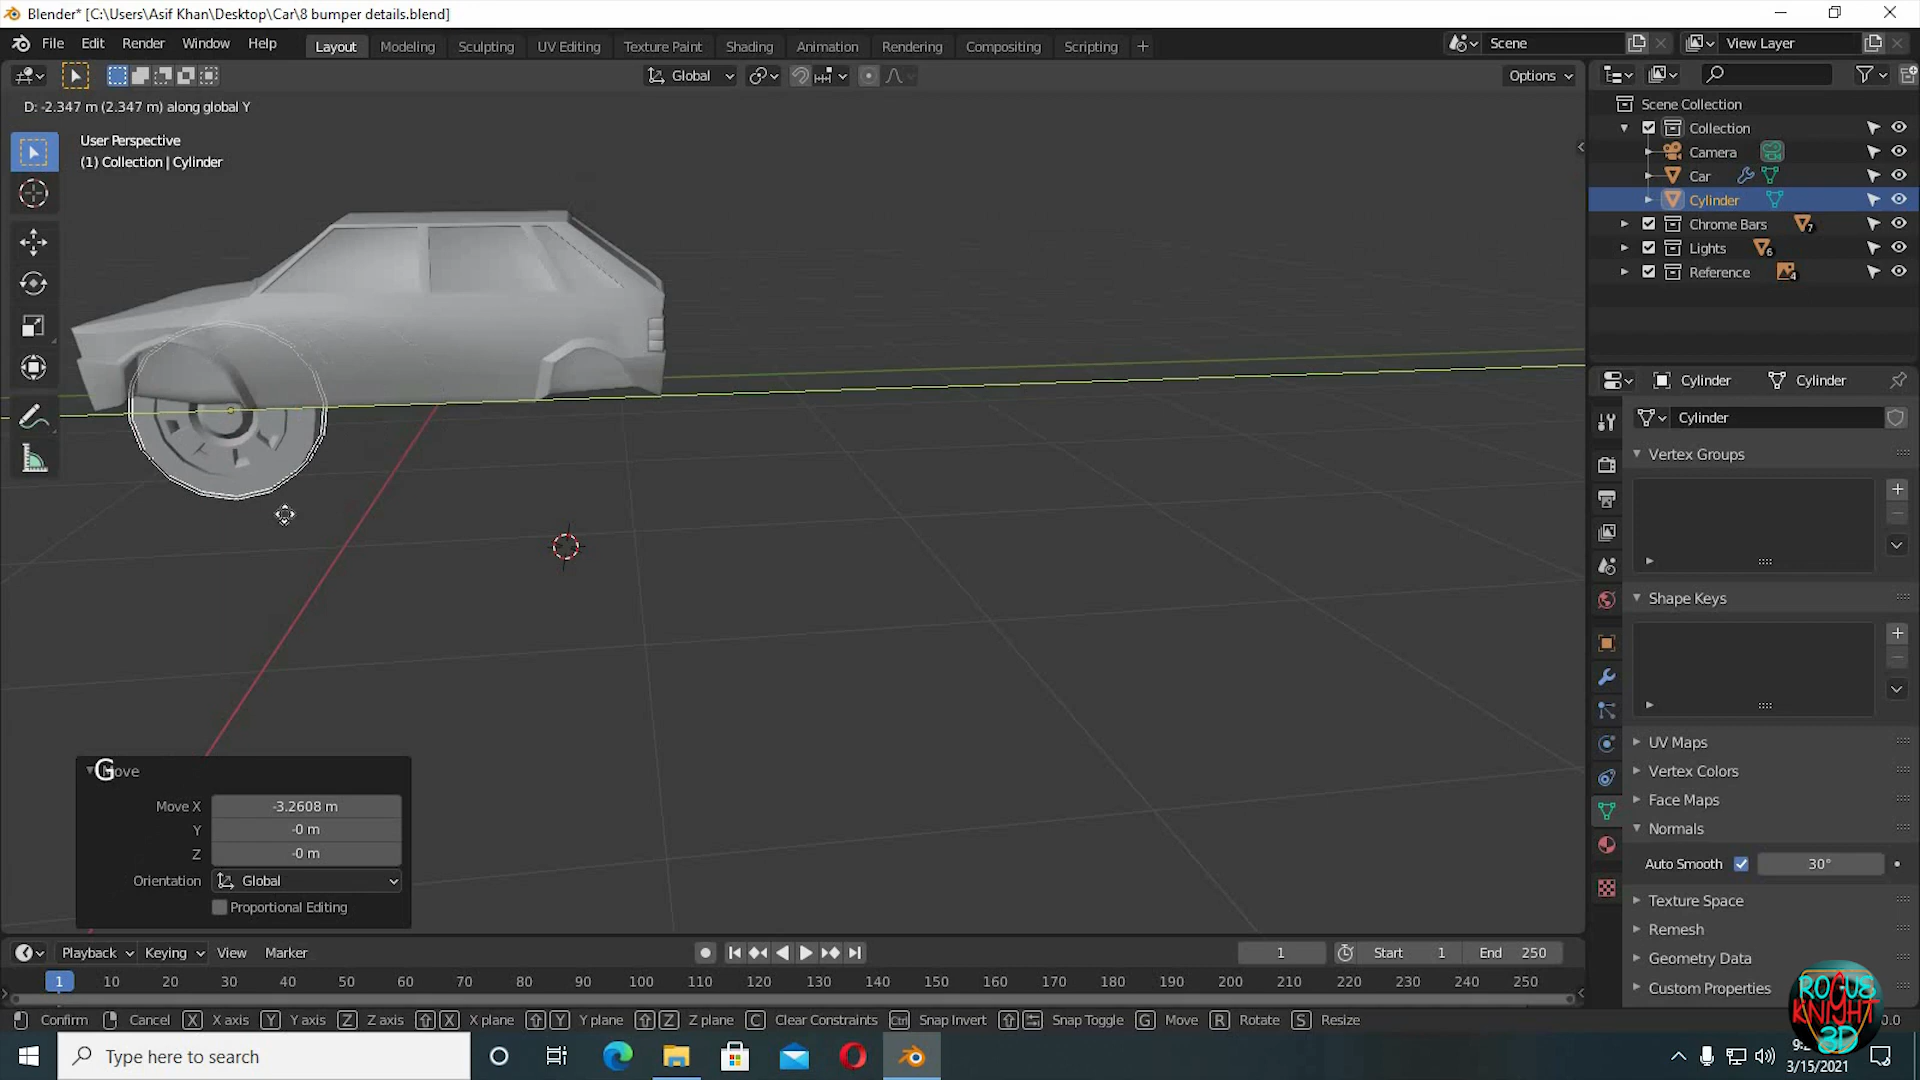 Blender* [C:\Users\Asif Khan\Desktop\Car\8 bumper details.blend]
File Edit Render Window Help
Layout Modeling Sculpting UV Editing Texture Paint Shading Animation Rendering Compositing Scripting +
Scene
View Layer
Global
Options
D: -2.347 m (2.347 m) along global Y
User Perspective
(1) Collection | Cylinder
Scene Collection
Collection
Camera
Car
Cylinder
Chrome Bars 7
Lights 6
Reference 4
Cylinder Cylinder
Cylinder
Vertex Groups
Shape Keys
UV Maps
Vertex Colors
Face Maps
Normals
Auto Smooth 30°
Texture Space
Remesh
Geometry Data
Custom Properties
G
Move
Move X -3.2608 m
Y -0 m
Z -0 m
Orientation Global
Proportional Editing
Playback Keying View Marker
1 Start 1 End 250
1 10 20 30 40 50 60 70 80 90 100 110 120 130 140 150 160 170 180 190 200 210 220 230 240 250
Confirm Cancel X X axis Y Y axis Z Z axis X X plane Y Y plane Z Z plane C Clear Constraints Ctrl Snap Invert Snap Toggle G Move R Rotate S Resize
ROGUE
KNIGHT
3D
Type here to search
3/15/2021